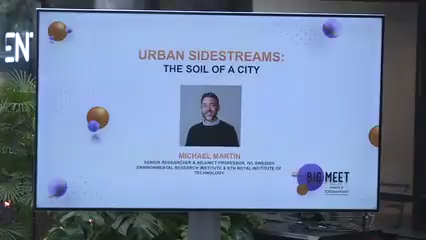 EN
URBAN SIDESTREAMS:
THE SOIL OF A CITY
MICHAEL MARTIN
SENIOR RESEARCHER & ADJUNCT PROFESSOR, IVL SWEDISH
ENVIRONMENTAL RESEARCH INSTITUTE & KTH ROYAL INSTITUTE OF
TECHNOLOGY
BIG MEET